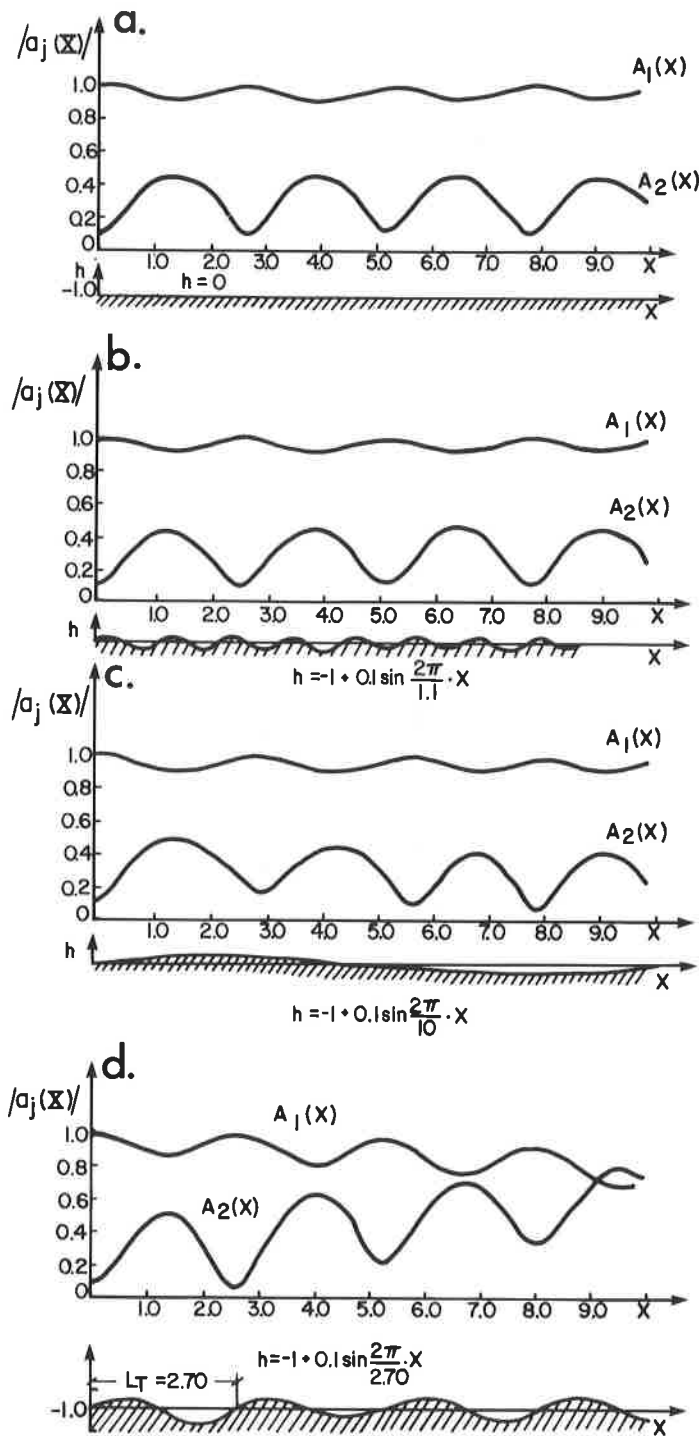 a.
/aj(X)/
A1(X)
1.0
0.8
0.6
A2(X)
0.4
0.2
0
1.0 2.0 3.0 4.0 5.0 6.0 7.0 8.0 9.0 X
h
h = 0
-1.0
X
b.
/aj(X)/
A1(X)
1.0
0.8
A2(X)
0.6
0.4
0.2
0
1.0 2.0 3.0 4.0 5.0 6.0 7.0 8.0 9.0 X
h
X
h = -1 + 0.1 sin 2π/1.1 · X
c.
/aj(X)/
A1(X)
1.0
0.8
0.6
A2(X)
0.4
0.2
0
1.0 2.0 3.0 4.0 5.0 6.0 7.0 8.0 9.0 X
h
X
h = -1 + 0.1 sin 2π/10 · X
d.
/aj(X)/
A1(X)
1.0
0.8
0.6
A2(X)
0.4
0.2
0
1.0 2.0 3.0 4.0 5.0 6.0 7.0 8.0 9.0 X
h = -1 + 0.1 sin 2π/2.70 · X
LT = 2.70
-1.0
X